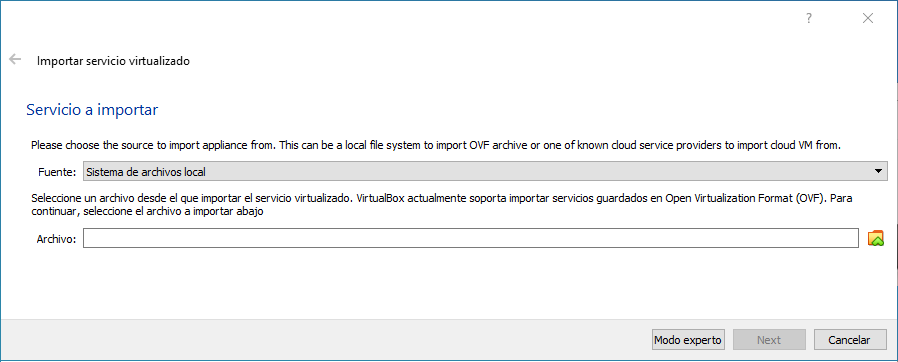 ?
Importar servicio virtualizado
Servicio a importar
Please choose the source to import appliance from. This can be a local file system to import OVF archive or one of known cloud service providers to import cloud VM from.
Fuente: Sistema de archivos local
Seleccione un archivo desde el que importar el servicio virtualizado. VirtualBox actualmente soporta importar servicios guardados en Open Virtualization Format (OVF). Para
continuar, seleccione el archivo a importar abajo
Archivo:
Modo experto Next Cancelar